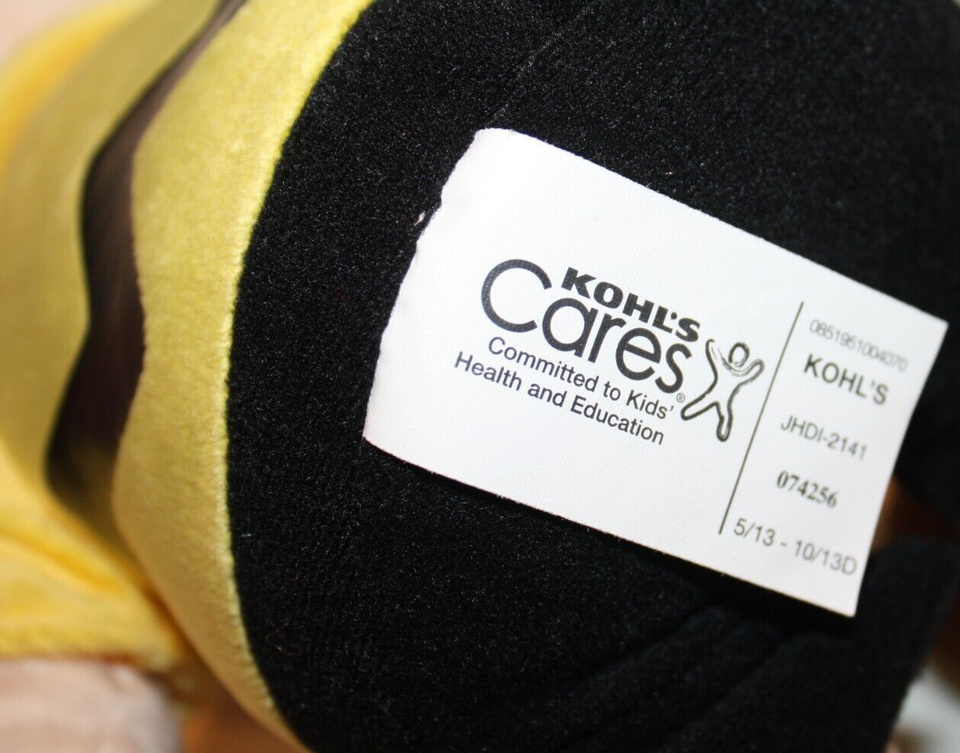 KOHL'S
Cares®
Committed to Kids'
Health and Education
0851951004070
KOHL'S
JHDI-2141
074256
5/13 - 10/13D